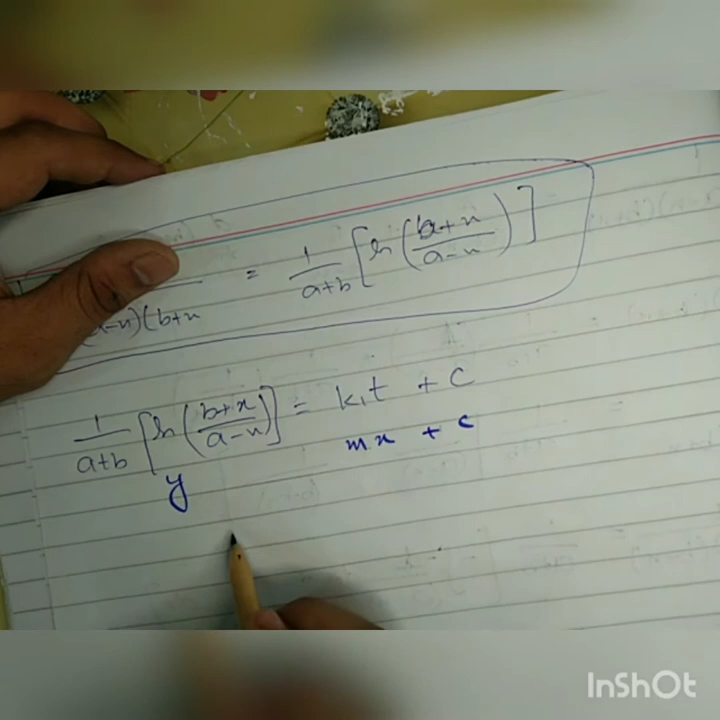 (a-x)(b+x = 1/a+b [ln(b+x/a-x)]
1/a+b [ln(b+x/a-x)] = k₁t + c
y mx + c
InShOt